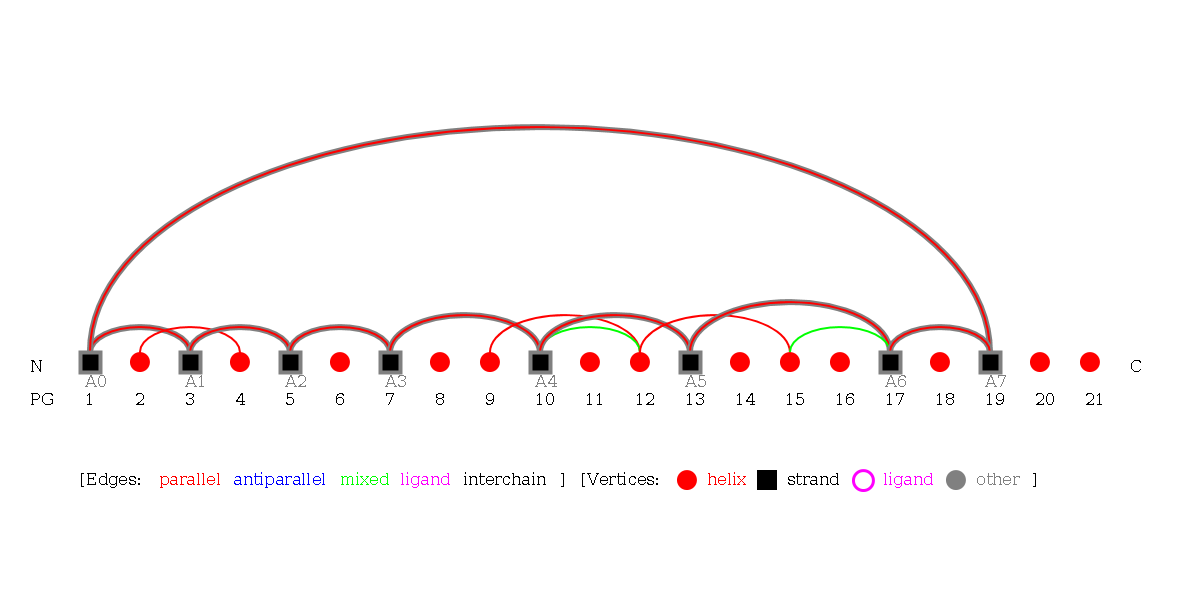 N A0 A1 A2 A3 A4 A5 A6 A7 C
PG 1 2 3 4 5 6 7 8 9 10 11 12 13 14 15 16 17 18 19 20 21
[Edges: parallel antiparallel mixed ligand interchain ] [Vertices: helix strand ligand other ]